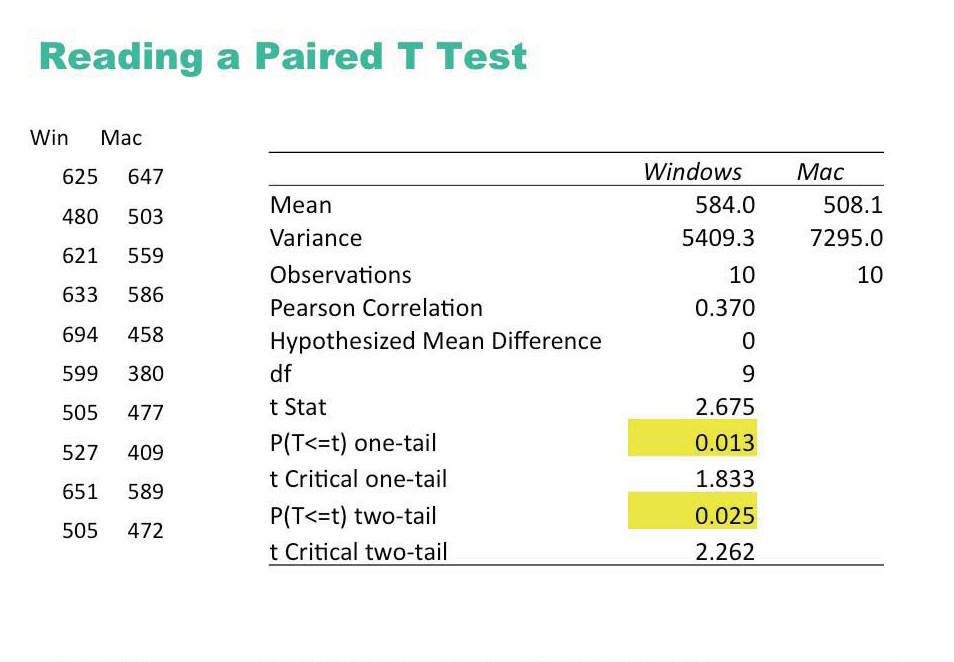 Reading a Paired T Test
Win Mac
625 647
480 503
621 559
633 586
694 458
599 380
505 477
527 409
651 589
505 472
Windows Mac
Mean 584.0 508.1
Variance 5409.3 7295.0
Observations 10 10
Pearson Correlation 0.370
Hypothesized Mean Difference 0
df 9
t Stat 2.675
P(T<=t) one-tail 0.013
t Critical one-tail 1.833
P(T<=t) two-tail 0.025
t Critical two-tail 2.262